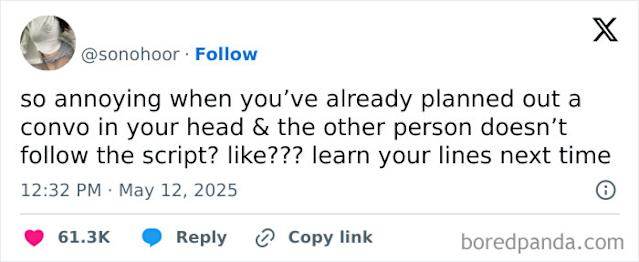 @sonohoor · Follow
X
so annoying when you’ve already planned out a
convo in your head & the other person doesn’t
follow the script? like??? learn your lines next time
12:32 PM · May 12, 2025
61.3K Reply Copy link
boredpanda.com